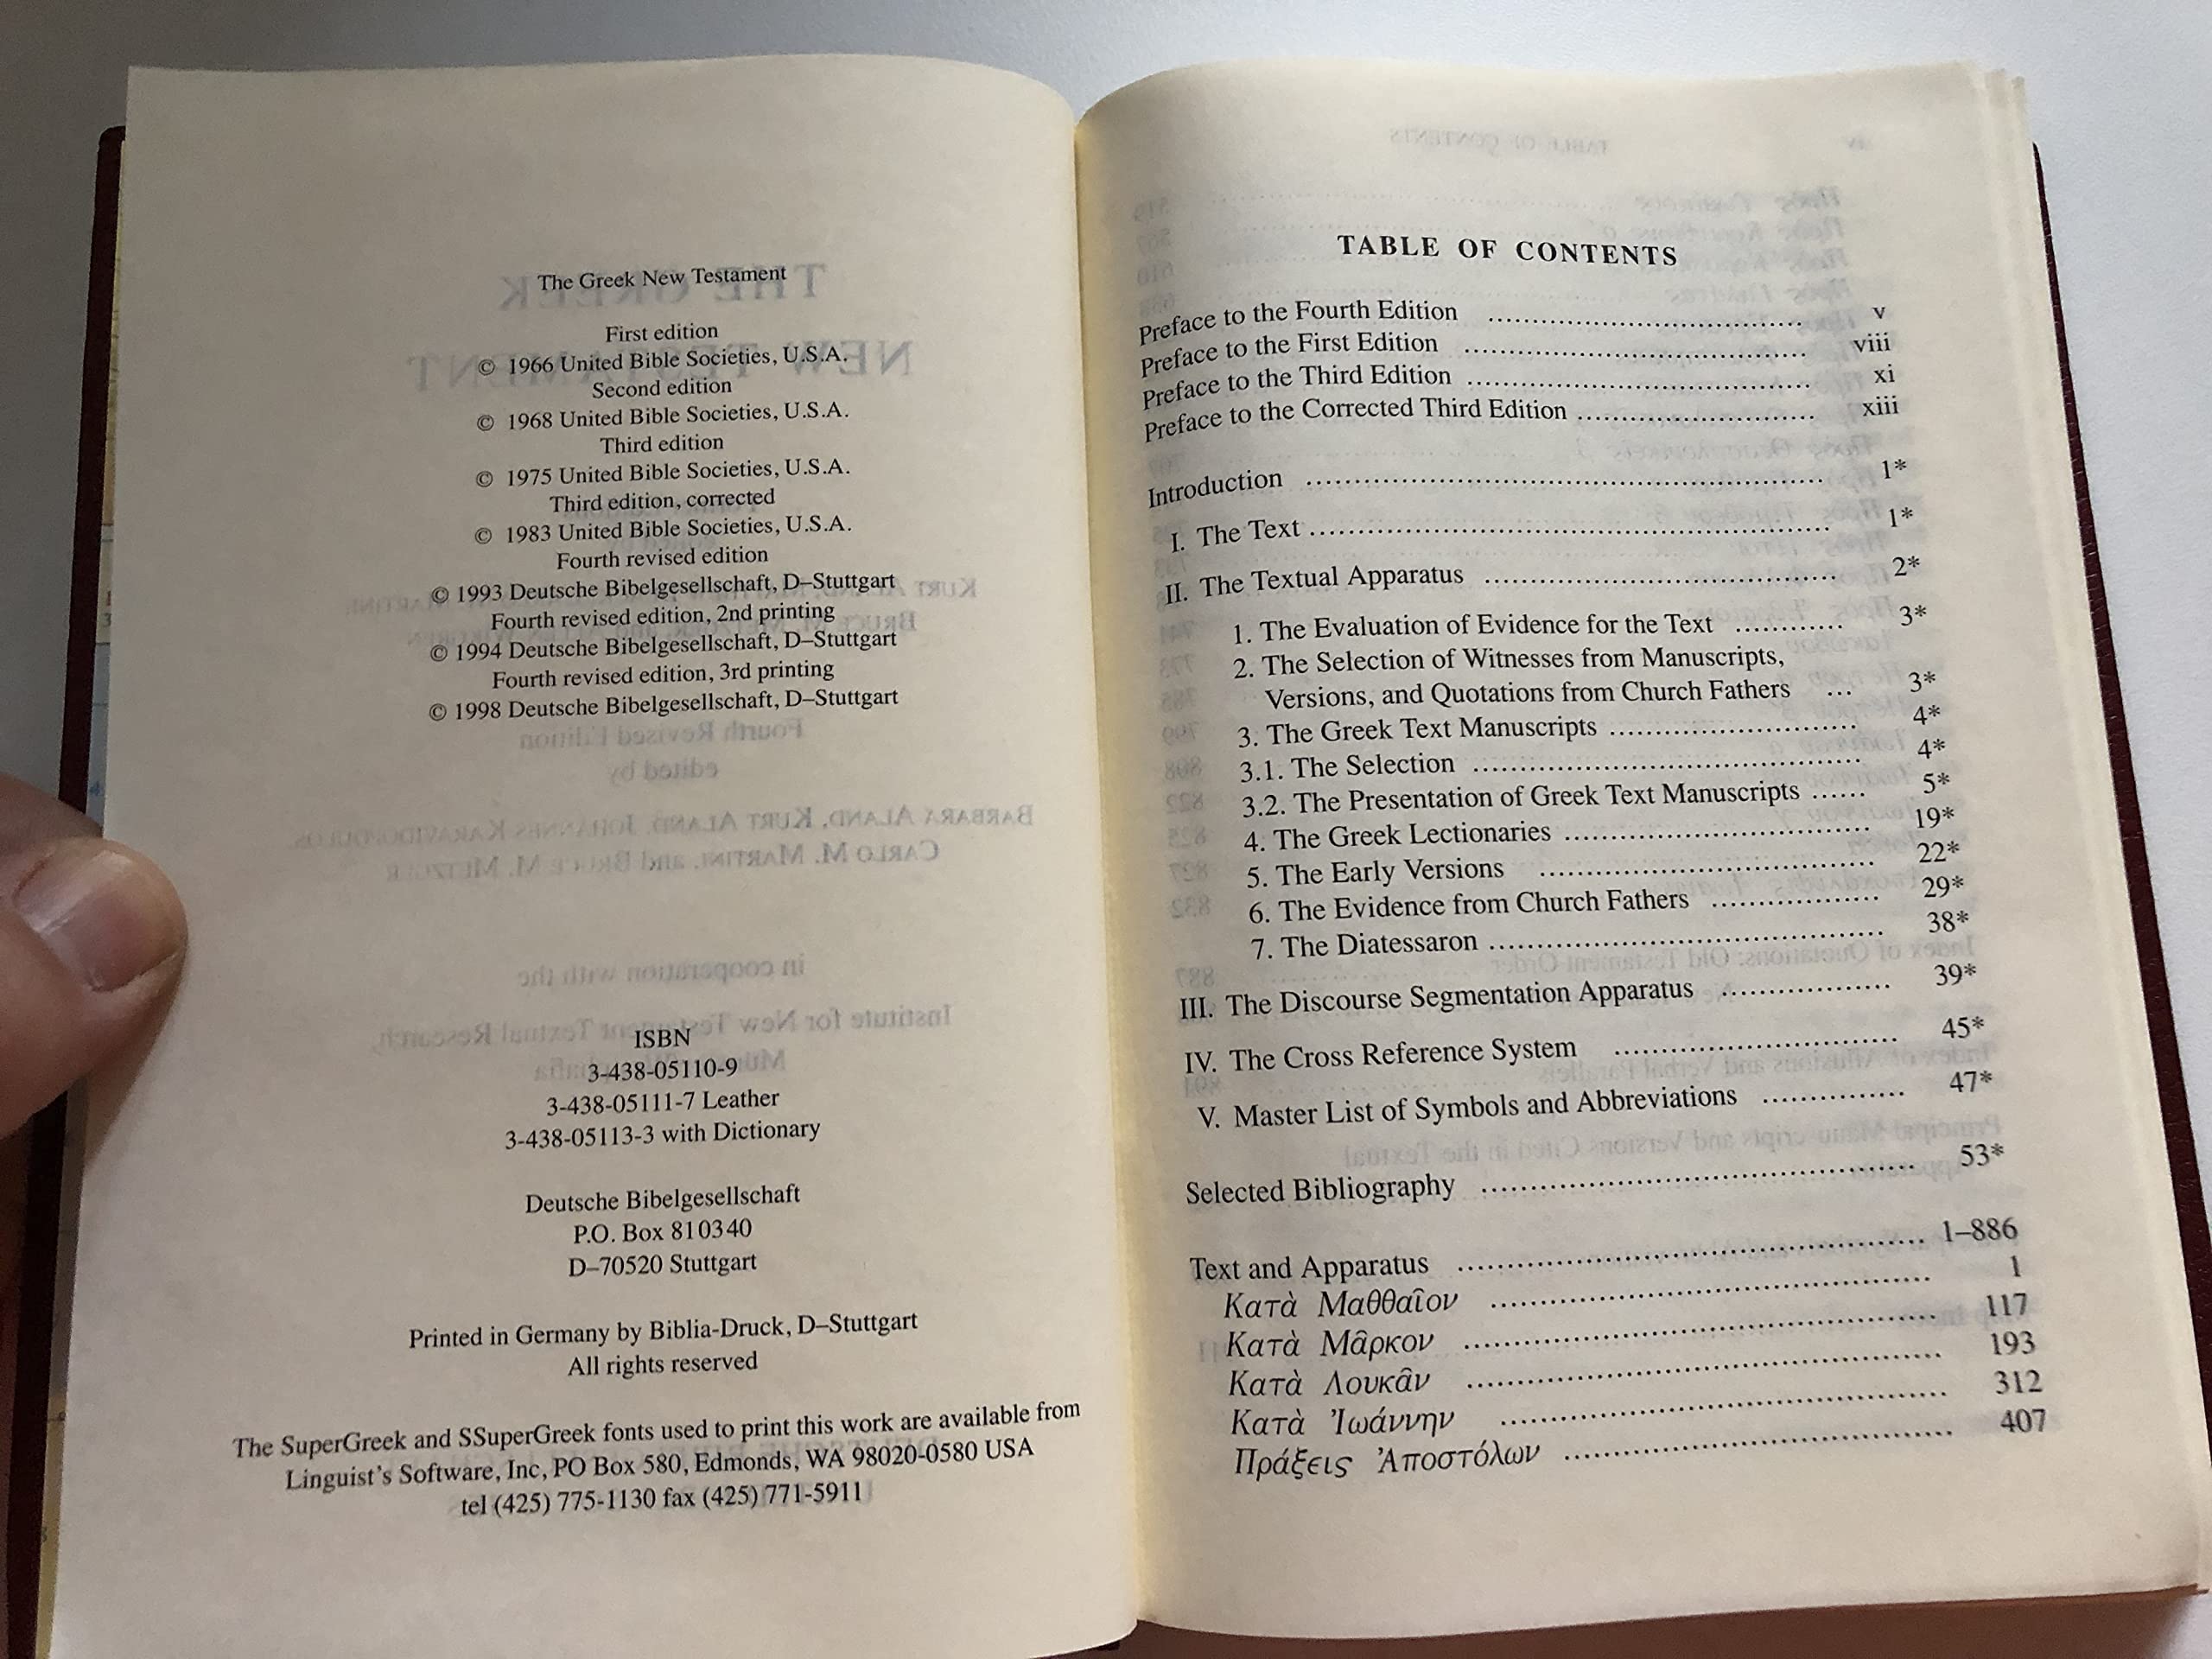 The Greek New Testament
First edition
© 1966 United Bible Societies, U.S.A.
Second edition
© 1968 United Bible Societies, U.S.A.
Third edition
© 1975 United Bible Societies, U.S.A.
Third edition, corrected
© 1983 United Bible Societies, U.S.A.
Fourth revised edition
© 1993 Deutsche Bibelgesellschaft, D–Stuttgart
Fourth revised edition, 2nd printing
© 1994 Deutsche Bibelgesellschaft, D–Stuttgart
Fourth revised edition, 3rd printing
© 1998 Deutsche Bibelgesellschaft, D–Stuttgart
ISBN
3-438-05110-9
3-438-05111-7 Leather
3-438-05113-3 with Dictionary
Deutsche Bibelgesellschaft
P.O. Box 810340
D–70520 Stuttgart
Printed in Germany by Biblia-Druck, D–Stuttgart
All rights reserved
The SuperGreek and SSuperGreek fonts used to print this work are available from
Linguist's Software, Inc, PO Box 580, Edmonds, WA 98020-0580 USA
tel (425) 775-1130 fax (425) 771-5911
TABLE OF CONTENTS
Preface to the Fourth Edition ................................... v
Preface to the First Edition ..................................... viii
Preface to the Third Edition ..................................... xi
Preface to the Corrected Third Edition .......................... xiii
Introduction ......................................................... 1*
I. The Text ......................................................... 1*
II. The Textual Apparatus ...................................... 2*
1. The Evaluation of Evidence for the Text ............ 3*
2. The Selection of Witnesses from Manuscripts,
Versions, and Quotations from Church Fathers ... 3*
3. The Greek Text Manuscripts ........................... 4*
3.1. The Selection .......................................... 4*
3.2. The Presentation of Greek Text Manuscripts ...... 5*
4. The Greek Lectionaries ................................. 19*
5. The Early Versions .................................... 22*
6. The Evidence from Church Fathers .................. 29*
7. The Diatessaron .......................................... 38*
III. The Discourse Segmentation Apparatus .................. 39*
IV. The Cross Reference System .............................. 45*
V. Master List of Symbols and Abbreviations ............... 47*
Selected Bibliography .............................................. 53*
Text and Apparatus ................................................ 1–886
Κατὰ Μαθθαῖον ................................................ 1
Κατὰ Μᾶρκον .................................................. 117
Κατὰ Λουκᾶν .................................................. 193
Κατὰ Ἰωάννην ................................................ 312
Πράξεις Ἀποστόλων .......................................... 407